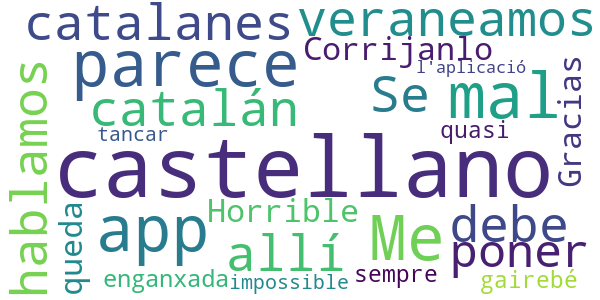 catalanes veraneamos
parece Corrijanlo
l'aplicació
catalán Se mal Gracias
hablamos tancar quasi
castellano
queda app Horrible Me debe
allí poner
enganxada impossible sempre gairebé